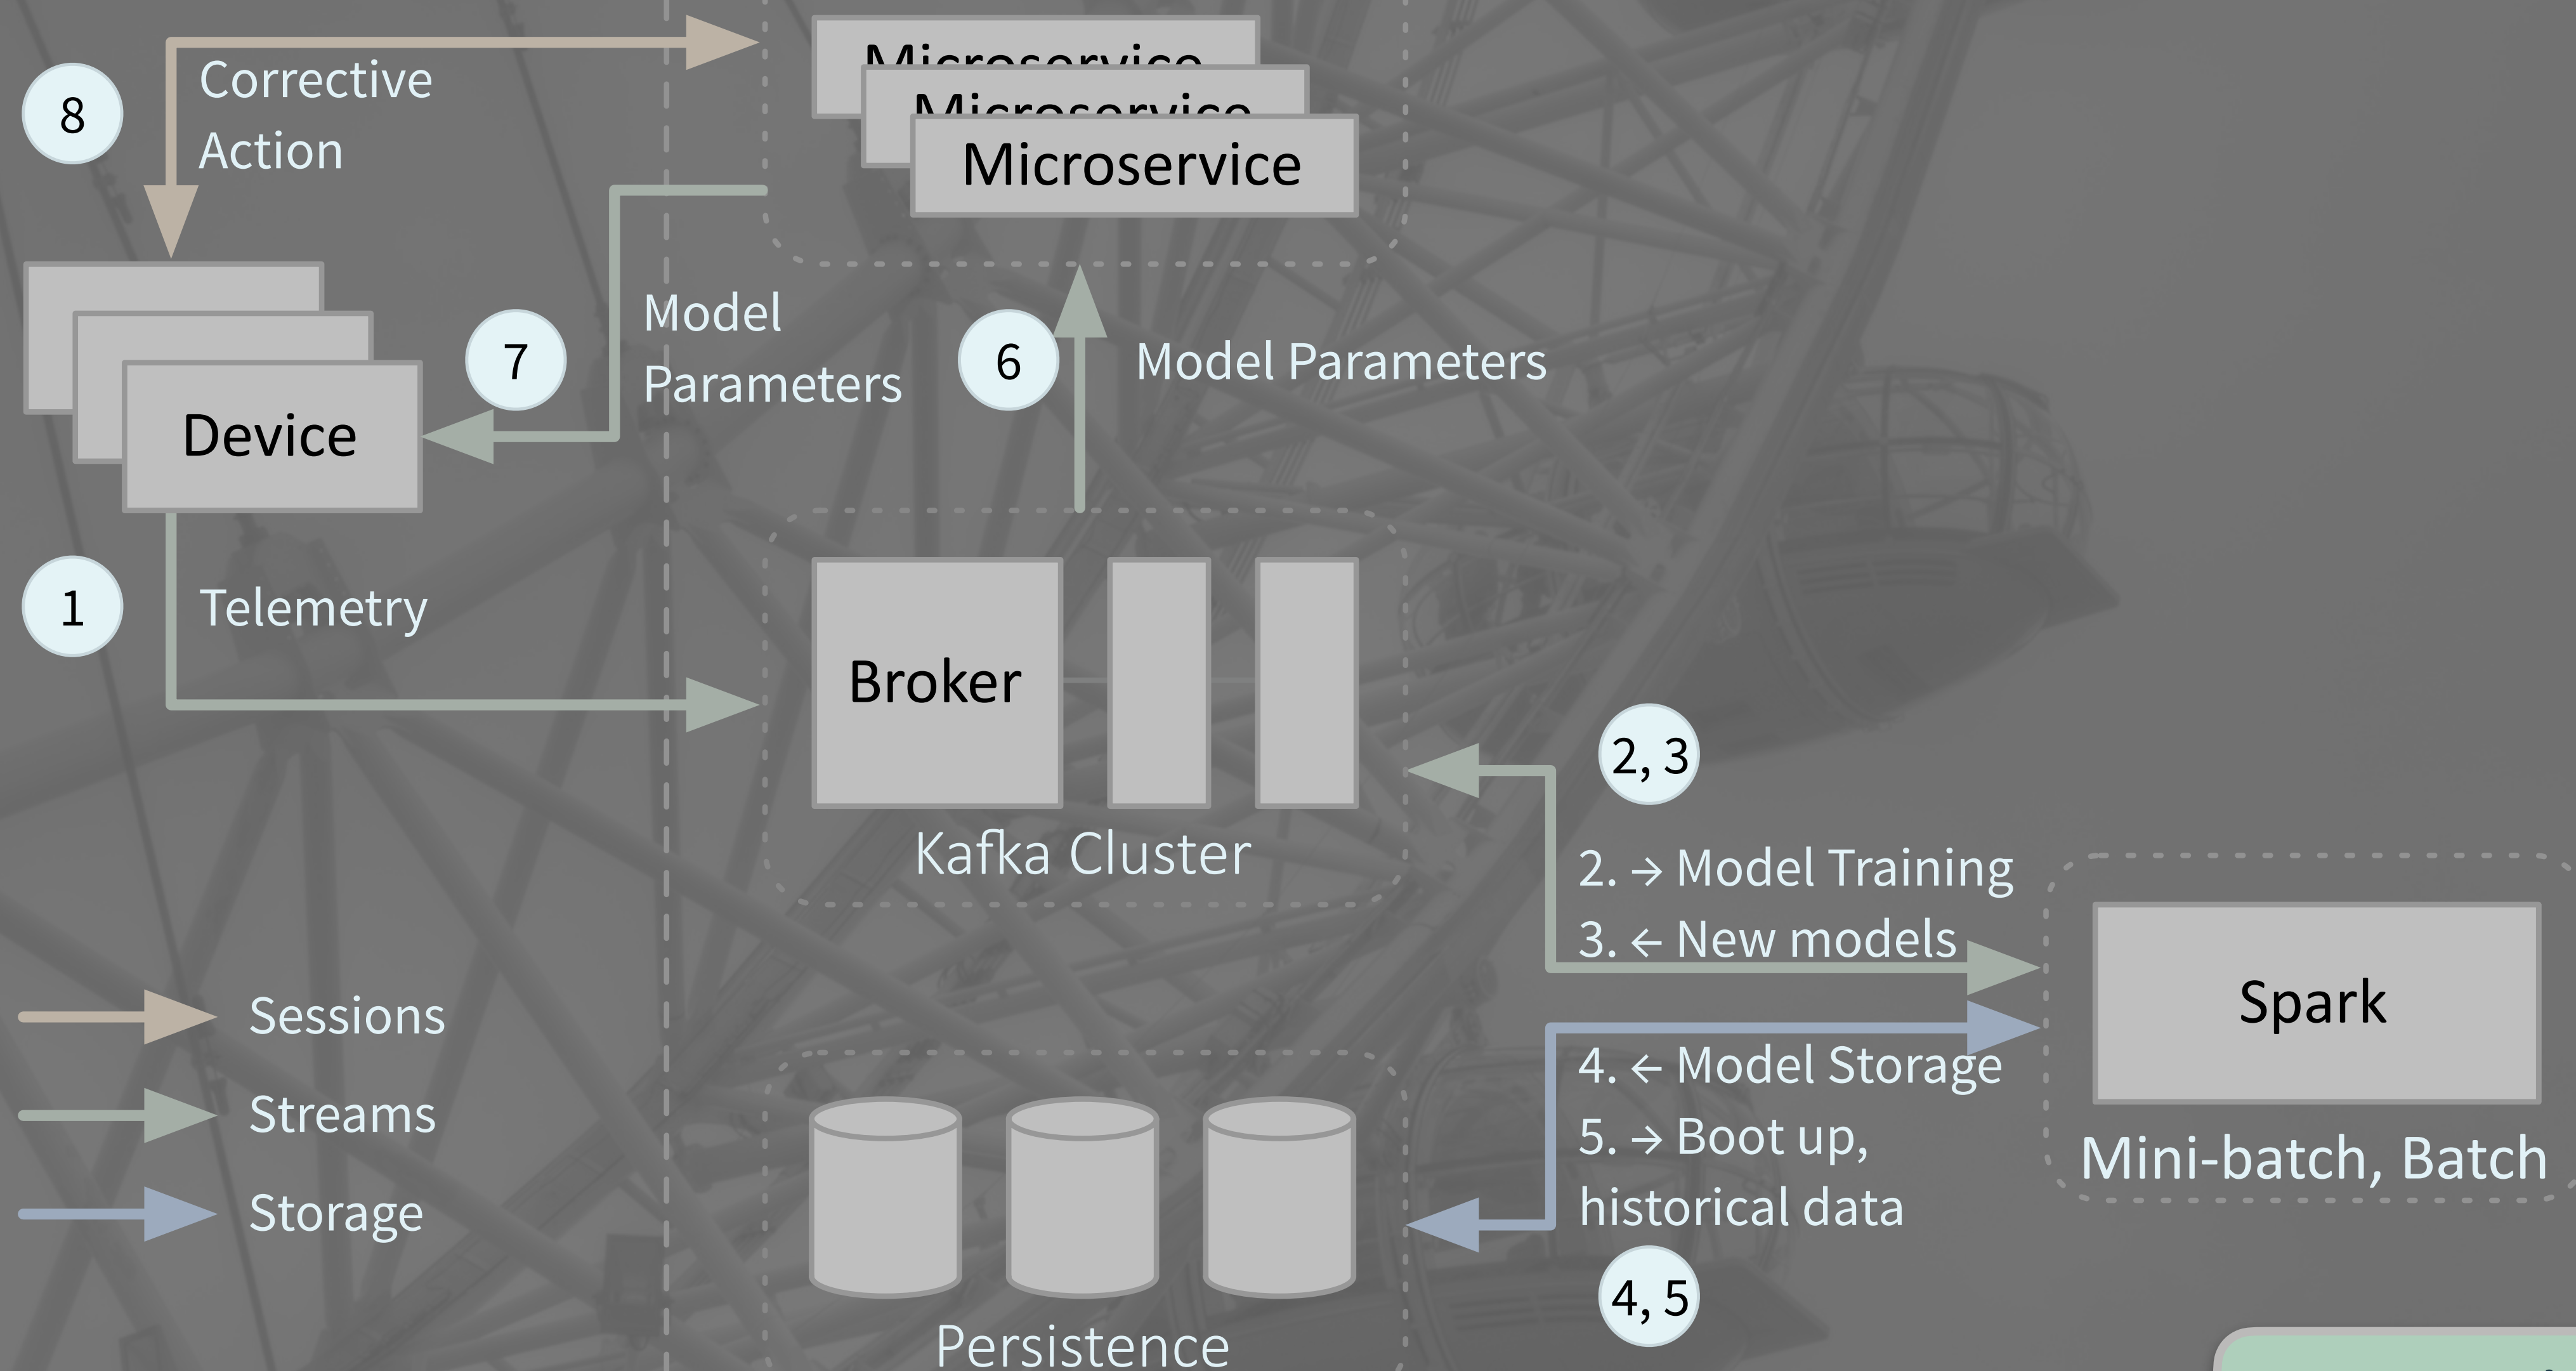 8
Corrective
Action
Microservice
Microservice
Microservice
Device
7
Model
Parameters
6
Model Parameters
1
Telemetry
Broker
Kafka Cluster
2, 3
2. → Model Training
3. ← New models
Spark
Mini-batch, Batch
4. ← Model Storage
5. → Boot up,
historical data
4, 5
Sessions
Streams
Storage
Persistence